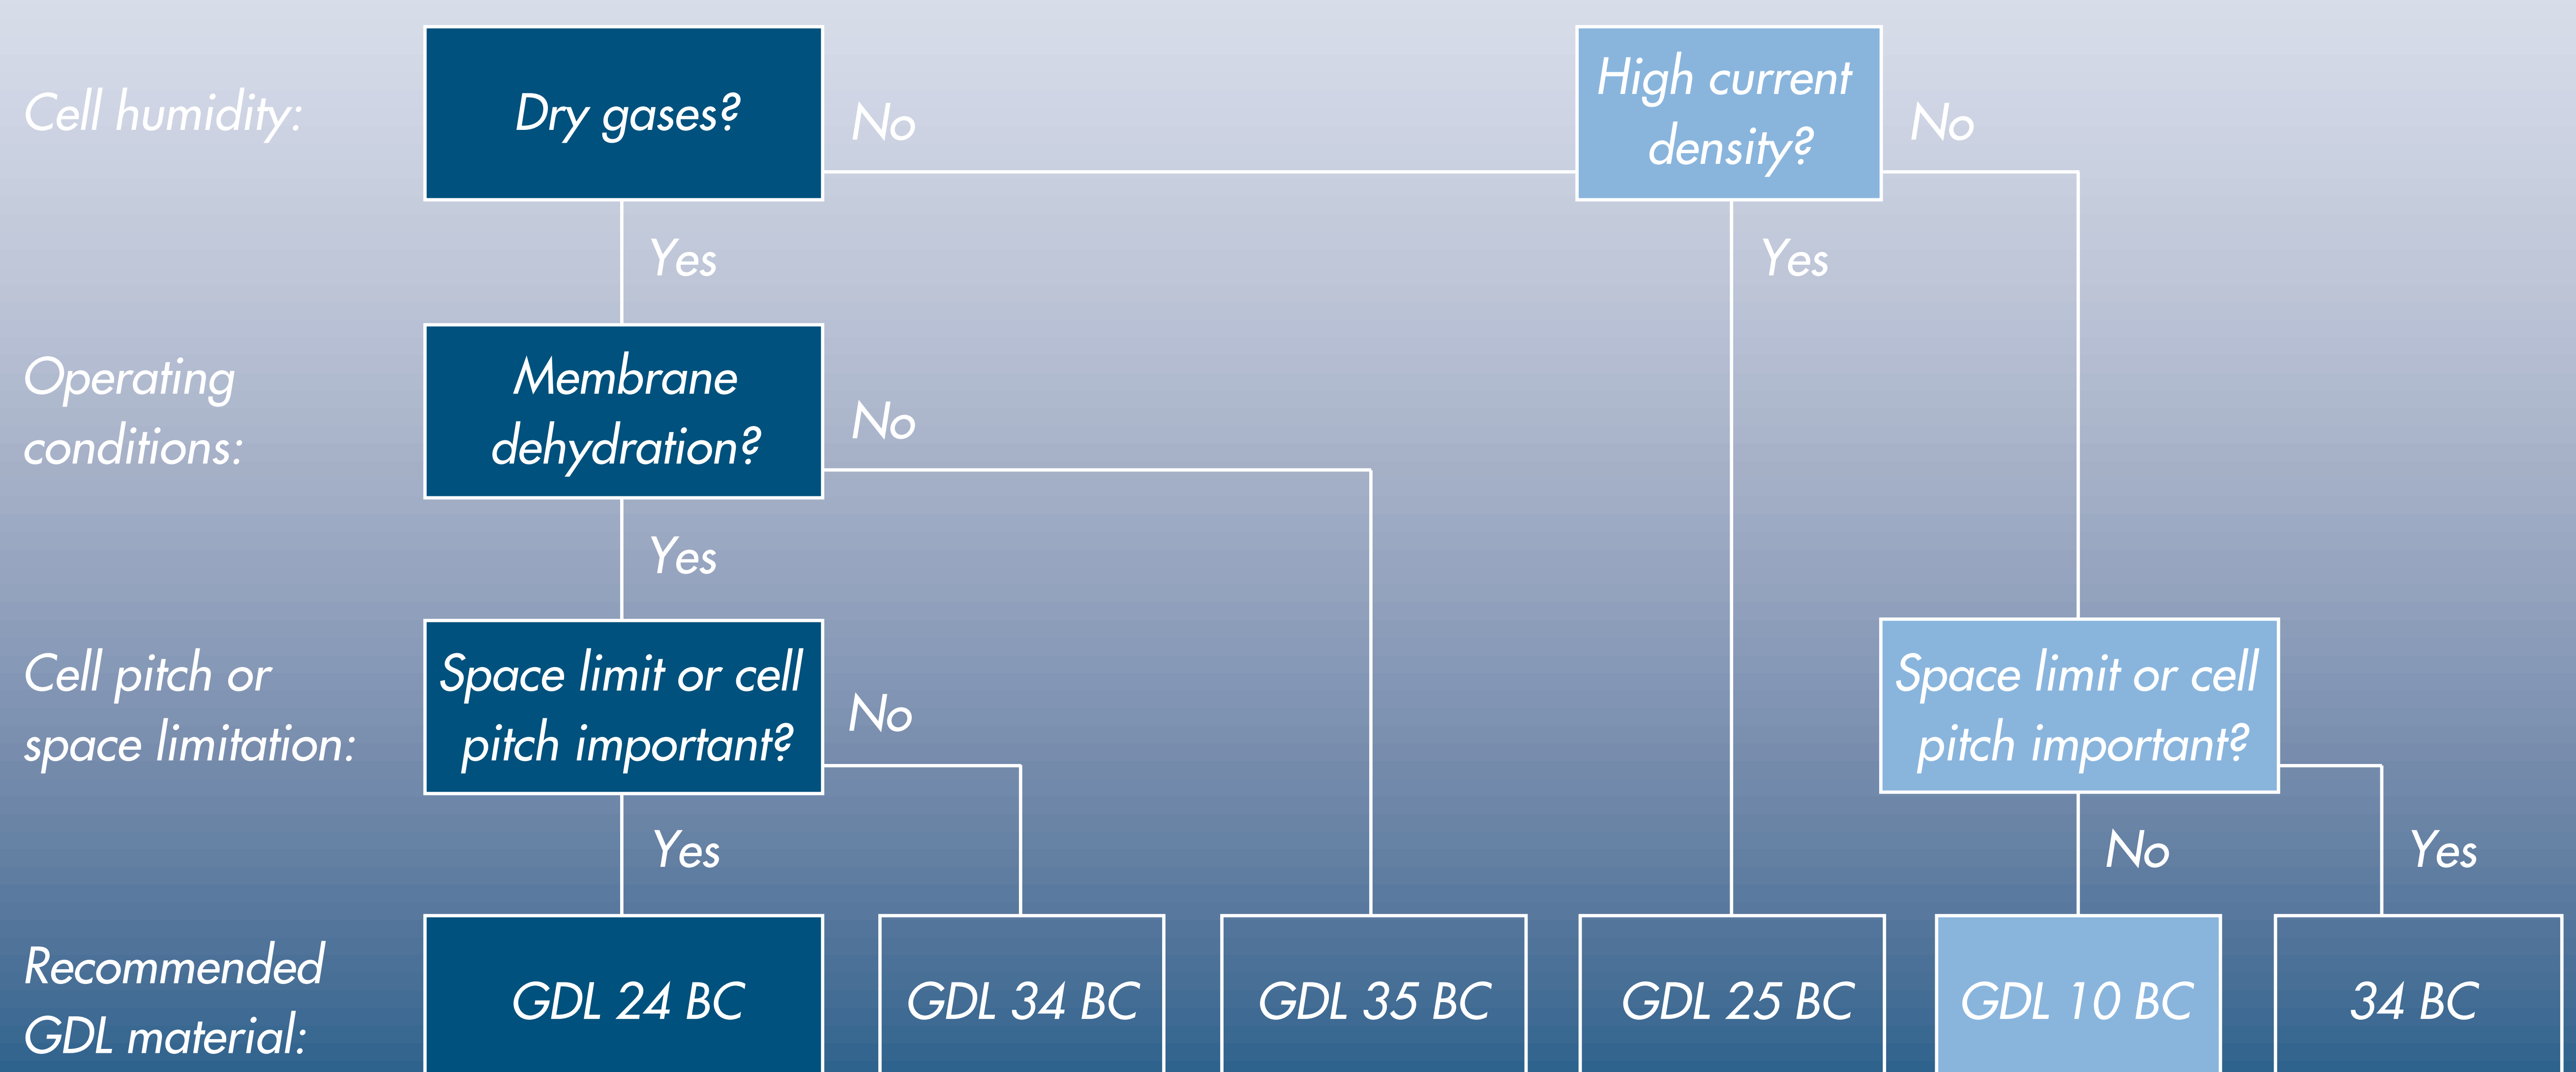 Cell humidity:
Dry gases?
No
High current
density?
No
Yes
Yes
Operating
conditions:
Membrane
dehydration?
No
Yes
Cell pitch or
space limitation:
Space limit or cell
pitch important?
No
Space limit or cell
pitch important?
Yes
No
Yes
Recommended
GDL material:
GDL 24 BC
GDL 34 BC
GDL 35 BC
GDL 25 BC
GDL 10 BC
34 BC